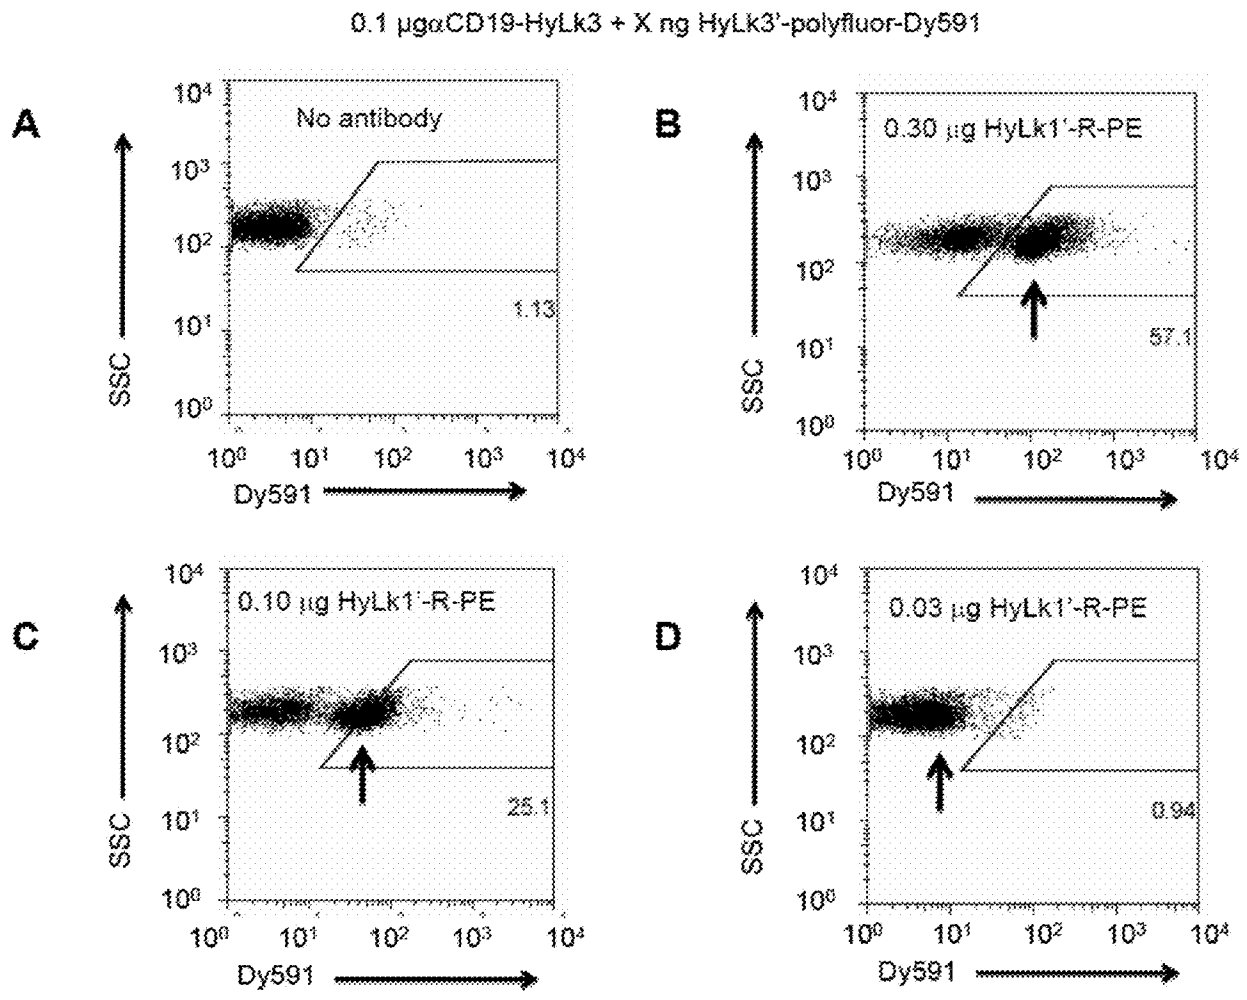 0.1 µgαCD19-HyLk3 + X ng HyLk3'-polyfluor-Dy591
A
No antibody
10⁴
10³
10²
10¹
10⁰
SSC
1.13
10⁰ 10¹ 10² 10³ 10⁴
Dy591
B
0.30 µg HyLk1'-R-PE
10⁴
10³
10²
10¹
10⁰
SSC
57.1
10⁰ 10¹ 10² 10³ 10⁴
Dy591
C
0.10 µg HyLk1'-R-PE
10⁴
10³
10²
10¹
10⁰
SSC
25.1
10⁰ 10¹ 10² 10³ 10⁴
Dy591
D
0.03 µg HyLk1'-R-PE
10⁴
10³
10²
10¹
10⁰
SSC
0.94
10⁰ 10¹ 10² 10³ 10⁴
Dy591